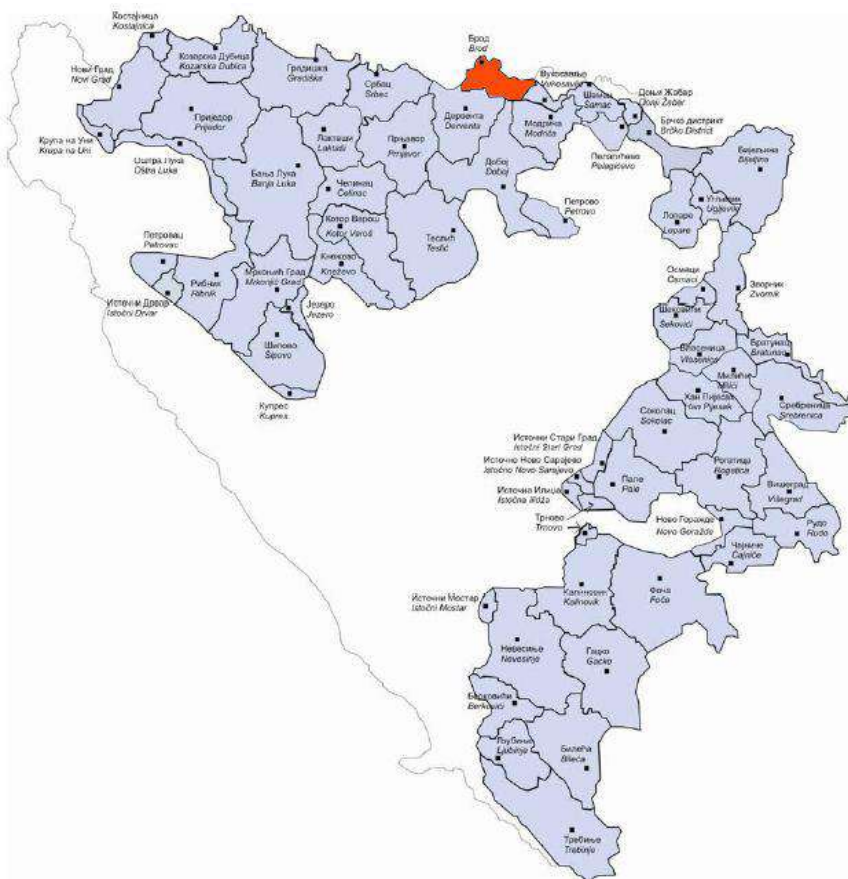 Костајница
Kostajnica
Козарска Дубица
Kozarska Dubica
Градишка
Gradiška
Србац
Srbac
Брод
Brod
Вукосавље
Vukosavlje
Шамац
Šamac
Доњи Жабар
Donji Žabar
Брчко дистрикт
Brčko District
Нови Град
Novi Grad
Приједор
Prijedor
Лакташи
Laktaši
Прњавор
Prnjavor
Дервента
Derventa
Модрича
Modriča
Пелагићево
Pelagićevo
Бијељина
Bijeljina
Крупа на Уни
Krupa na Uni
Оштра Лука
Oštra Luka
Бања Лука
Banja Luka
Челинац
Čelinac
Добој
Doboj
Петрово
Petrovo
Лопаре
Lopare
Угљевик
Ugljevik
Котор Варош
Kotor Varoš
Теслић
Teslić
Кнежево
Kneževo
Петровац
Petrovac
Рибник
Ribnik
Мркоњић Град
Mrkonjić Grad
Источни Дрвар
Istočni Drvar
Језеро
Jezero
Шипово
Šipovo
Купрес
Kupres
Осмаци
Osmaci
Зворник
Zvornik
Шековићи
Šekovići
Власеница
Vlasenica
Братунац
Bratunac
Милићи
Milići
Хан Пијесак
Han Pijesak
Сребреница
Srebrenica
Соколац
Sokolac
Источни Стари Град
Istočni Stari Grad
Источно Ново Сарајево
Istočno Novo Sarajevo
Источна Илиџа
Istočna Ilidža
Пале
Pale
Рогатица
Rogatica
Вишеград
Višegrad
Трново
Trnovo
Ново Горажде
Novo Goražde
Рудо
Rudo
Чајниче
Čajniče
Калиновик
Kalinovik
Фоча
Foča
Источни Мостар
Istočni Mostar
Невесиње
Nevesinje
Гацко
Gacko
Берковићи
Berkovići
Љубиње
Ljubinje
Билећа
Bileća
Требиње
Trebinje